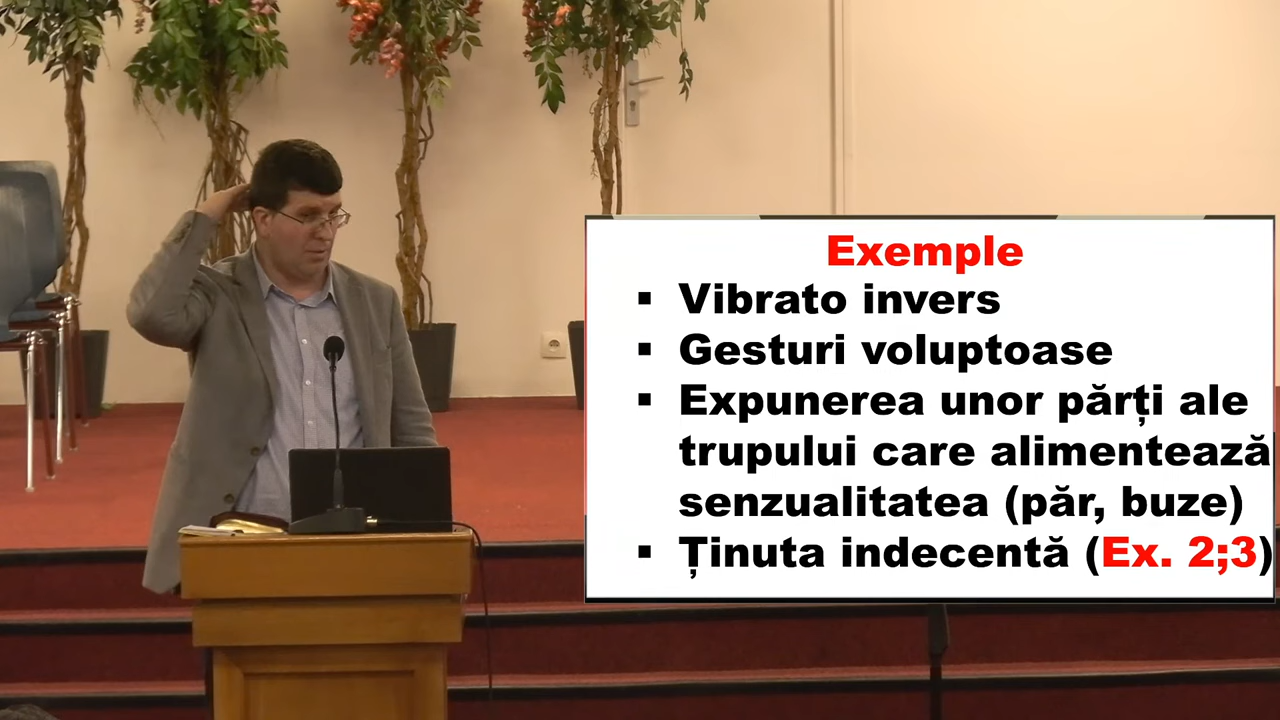 Exemple
▪ Vibrato invers
▪ Gesturi voluptoase
▪ Expunerea unor părți ale
trupului care alimentează
senzualitatea (păr, buze)
▪ Ținuta indecentă (Ex. 2;3)